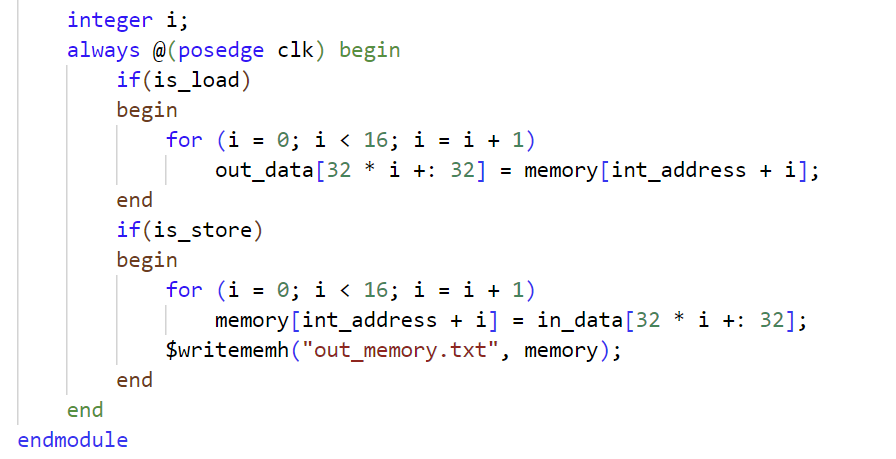 integer i;
always @(posedge clk) begin
if(is_load)
begin
for (i = 0; i < 16; i = i + 1)
out_data[32 * i +: 32] = memory[int_address + i];
end
if(is_store)
begin
for (i = 0; i < 16; i = i + 1)
memory[int_address + i] = in_data[32 * i +: 32];
$writememh("out_memory.txt", memory);
end
end
endmodule